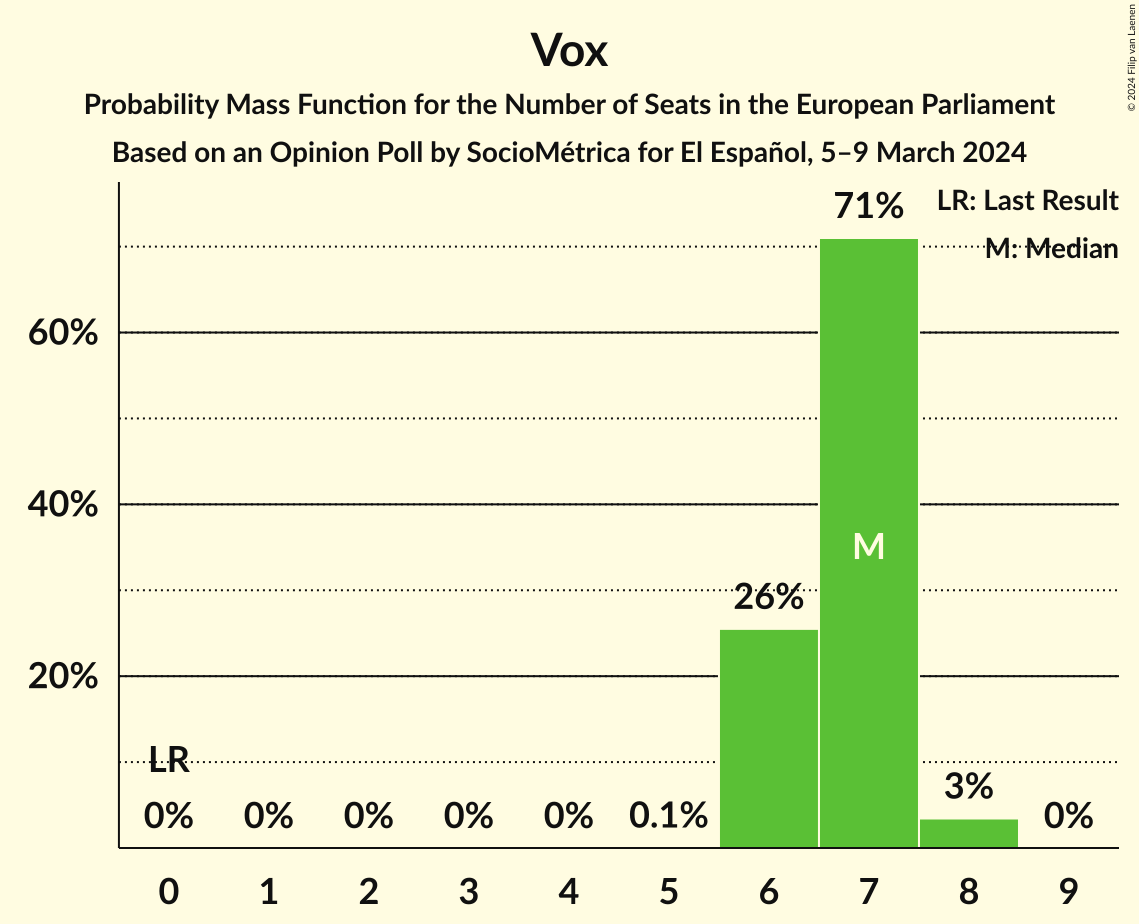 Vox
Probability Mass Function for the Number of Seats in the European Parliament
Based on an Opinion Poll by SocioMétrica for El Español, 5–9 March 2024
© 2024 Filip van Laenen
LR: Last Result
M: Median
71%
60%
40%
M
26%
20%
LR
3%
0% 0% 0% 0% 0% 0.1% 0%
0 1 2 3 4 5 6 7 8 9